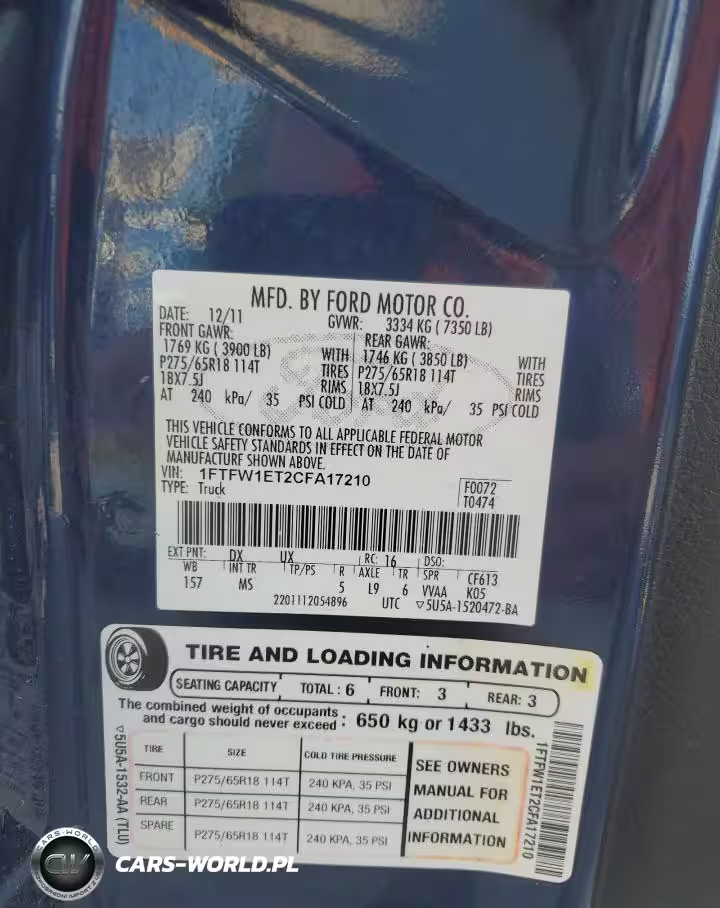 MFD. BY FORD MOTOR CO.
DATE: 12/11 GVWR: 3334 KG ( 7350 LB)
FRONT GAWR: REAR GAWR:
1769 KG ( 3900 LB) WITH 1746 KG ( 3850 LB) WITH
P275/65R18 114T TIRES P275/65R18 114T TIRES
18X7.5J RIMS 18X7.5J RIMS
AT 240 kPa/ 35 PSI COLD AT 240 kPa/ 35 PSI COLD
THIS VEHICLE CONFORMS TO ALL APPLICABLE FEDERAL MOTOR
VEHICLE SAFETY STANDARDS IN EFFECT ON THE DATE OF
MANUFACTURE SHOWN ABOVE.
VIN: 1FTFW1ET2CFA17210
TYPE: Truck
F0072
T0474
EXT PNT: DX UX RC: 16 DSO:
WB INT TR TP/PS R AXLE TR SPR CF613
157 MS 5 L9 6 VVAA K05
2201112054896 UTC ▽5U5A-1520472-BA
TIRE AND LOADING INFORMATION
SEATING CAPACITY TOTAL : 6 FRONT: 3 REAR: 3
The combined weight of occupants
and cargo should never exceed : 650 kg or 1433 lbs.
TIRE SIZE COLD TIRE PRESSURE
FRONT P275/65R18 114T 240 KPA, 35 PSI
REAR P275/65R18 114T 240 KPA, 35 PSI
SPARE P275/65R18 114T 240 KPA, 35 PSI
SEE OWNERS
MANUAL FOR
ADDITIONAL
INFORMATION
▽5U5A-1532-AA (TLU)
1FTFW1ET2CFA17210
CARS-WORLD
CW
CARS-WORLD.PL